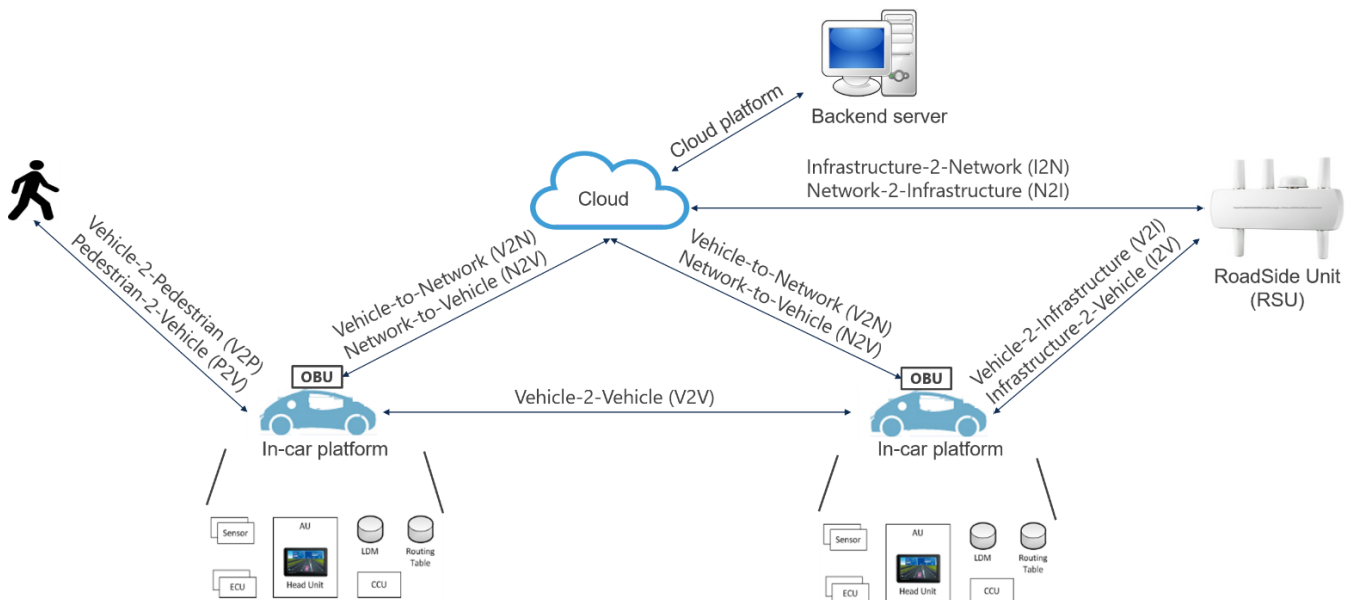 Backend server
Cloud platform
Infrastructure-2-Network (I2N)
Network-2-Infrastructure (N2I)
Cloud
RoadSide Unit
(RSU)
Vehicle-2-Pedestrian (V2P)
Pedestrian-2-Vehicle (P2V)
Vehicle-to-Network (V2N)
Network-to-Vehicle (N2V)
Vehicle-to-Network (V2N)
Network-to-Vehicle (N2V)
Vehicle-2-Infrastructure (V2I)
Infrastructure-2-Vehicle (I2V)
OBU
OBU
Vehicle-2-Vehicle (V2V)
In-car platform
In-car platform
Sensor
AU
LDM
Routing
Table
ECU
Head Unit
CCU
Sensor
AU
LDM
Routing
Table
ECU
Head Unit
CCU